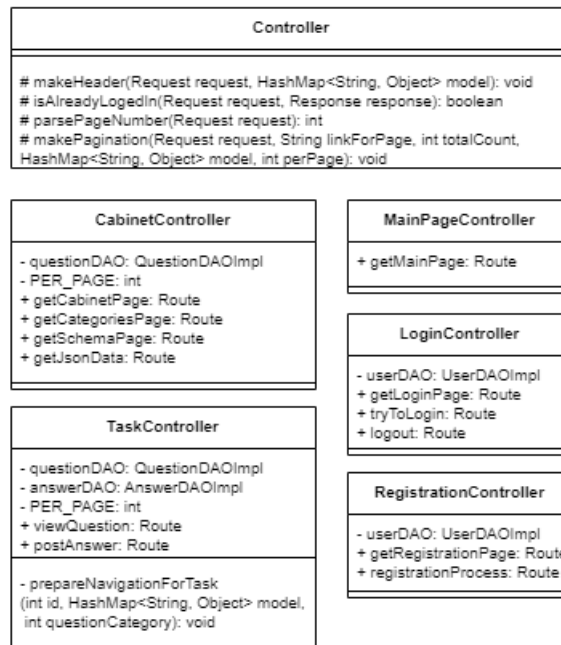 Controller
# makeHeader(Request request, HashMap<String, Object> model): void
# isAlreadyLogedIn(Request request, Response response): boolean
# parsePageNumber(Request request): int
# makePagination(Request request, String linkForPage, int totalCount,
HashMap<String, Object> model, int perPage): void
CabinetController
- questionDAO: QuestionDAOImpl
- PER_PAGE: int
+ getCabinetPage: Route
+ getCategoriesPage: Route
+ getSchemaPage: Route
+ getJsonData: Route
MainPageController
+ getMainPage: Route
LoginController
- userDAO: UserDAOImpl
+ getLoginPage: Route
+ tryToLogin: Route
+ logout: Route
TaskController
- questionDAO: QuestionDAOImpl
- answerDAO: AnswerDAOImpl
- PER_PAGE: int
+ viewQuestion: Route
+ postAnswer: Route
- prepareNavigationForTask
(int id, HashMap<String, Object> model,
int questionCategory): void
RegistrationController
- userDAO: UserDAOImpl
+ getRegistrationPage: Route
+ registrationProcess: Route